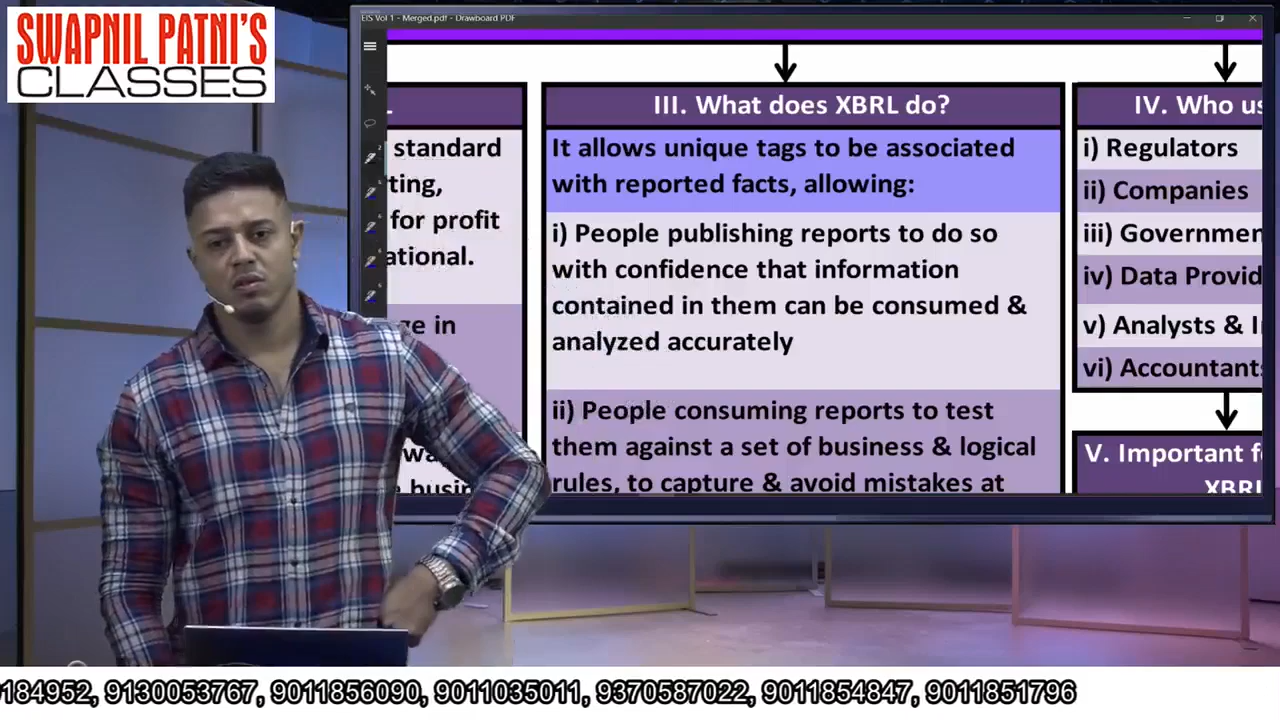 SWAPNIL PATNI'S
CLASSES
EIS Vol 1 - Merged.pdf - Drawboard PDF
standard
ting,
for profit
ational.
ge in
III. What does XBRL do?
It allows unique tags to be associated
with reported facts, allowing:
i) People publishing reports to do so
with confidence that information
contained in them can be consumed &
analyzed accurately
ii) People consuming reports to test
them against a set of business & logical
rules, to capture & avoid mistakes at
IV. Who us
i) Regulators
ii) Companies
iii) Governmen
iv) Data Provid
v) Analysts & I
vi) Accountants
V. Important f
XBRL
184952, 9130053767, 9011856090, 9011035011, 9370587022, 9011854847, 9011851796